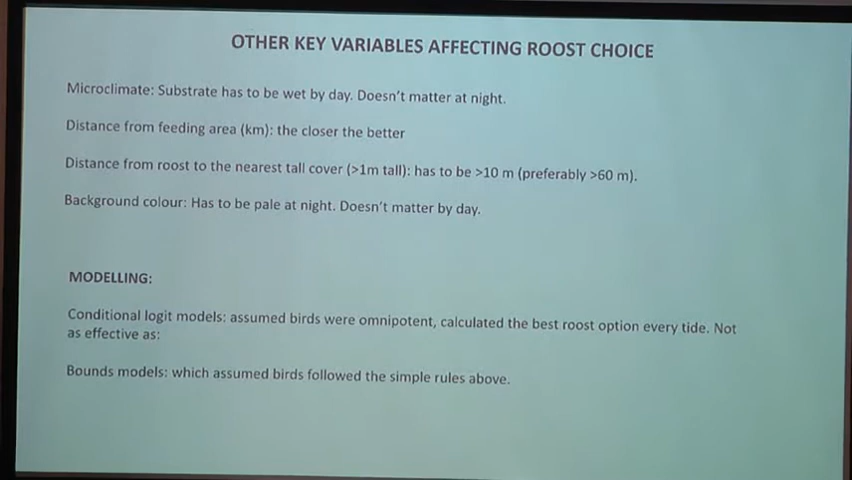 OTHER KEY VARIABLES AFFECTING ROOST CHOICE
Microclimate: Substrate has to be wet by day. Doesn't matter at night.
Distance from feeding area (km): the closer the better
Distance from roost to the nearest tall cover (>1m tall): has to be >10 m (preferably >60 m).
Background colour: Has to be pale at night. Doesn't matter by day.
MODELLING:
Conditional logit models: assumed birds were omnipotent, calculated the best roost option every tide. Not
as effective as:
Bounds models: which assumed birds followed the simple rules above.